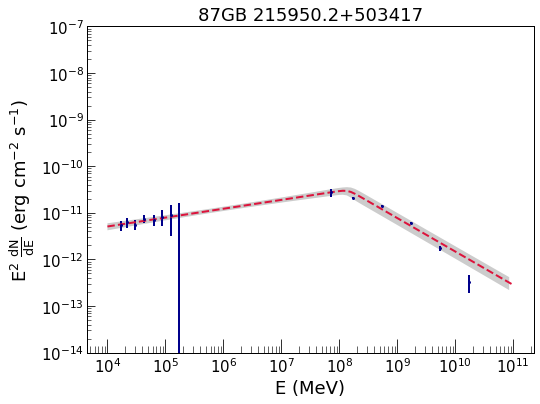 87GB 215950.2+503417
E² dN/dE (erg cm⁻² s⁻¹)
10⁻⁷
10⁻⁸
10⁻⁹
10⁻¹⁰
10⁻¹¹
10⁻¹²
10⁻¹³
10⁻¹⁴
10⁴ 10⁵ 10⁶ 10⁷ 10⁸ 10⁹ 10¹⁰ 10¹¹
E (MeV)